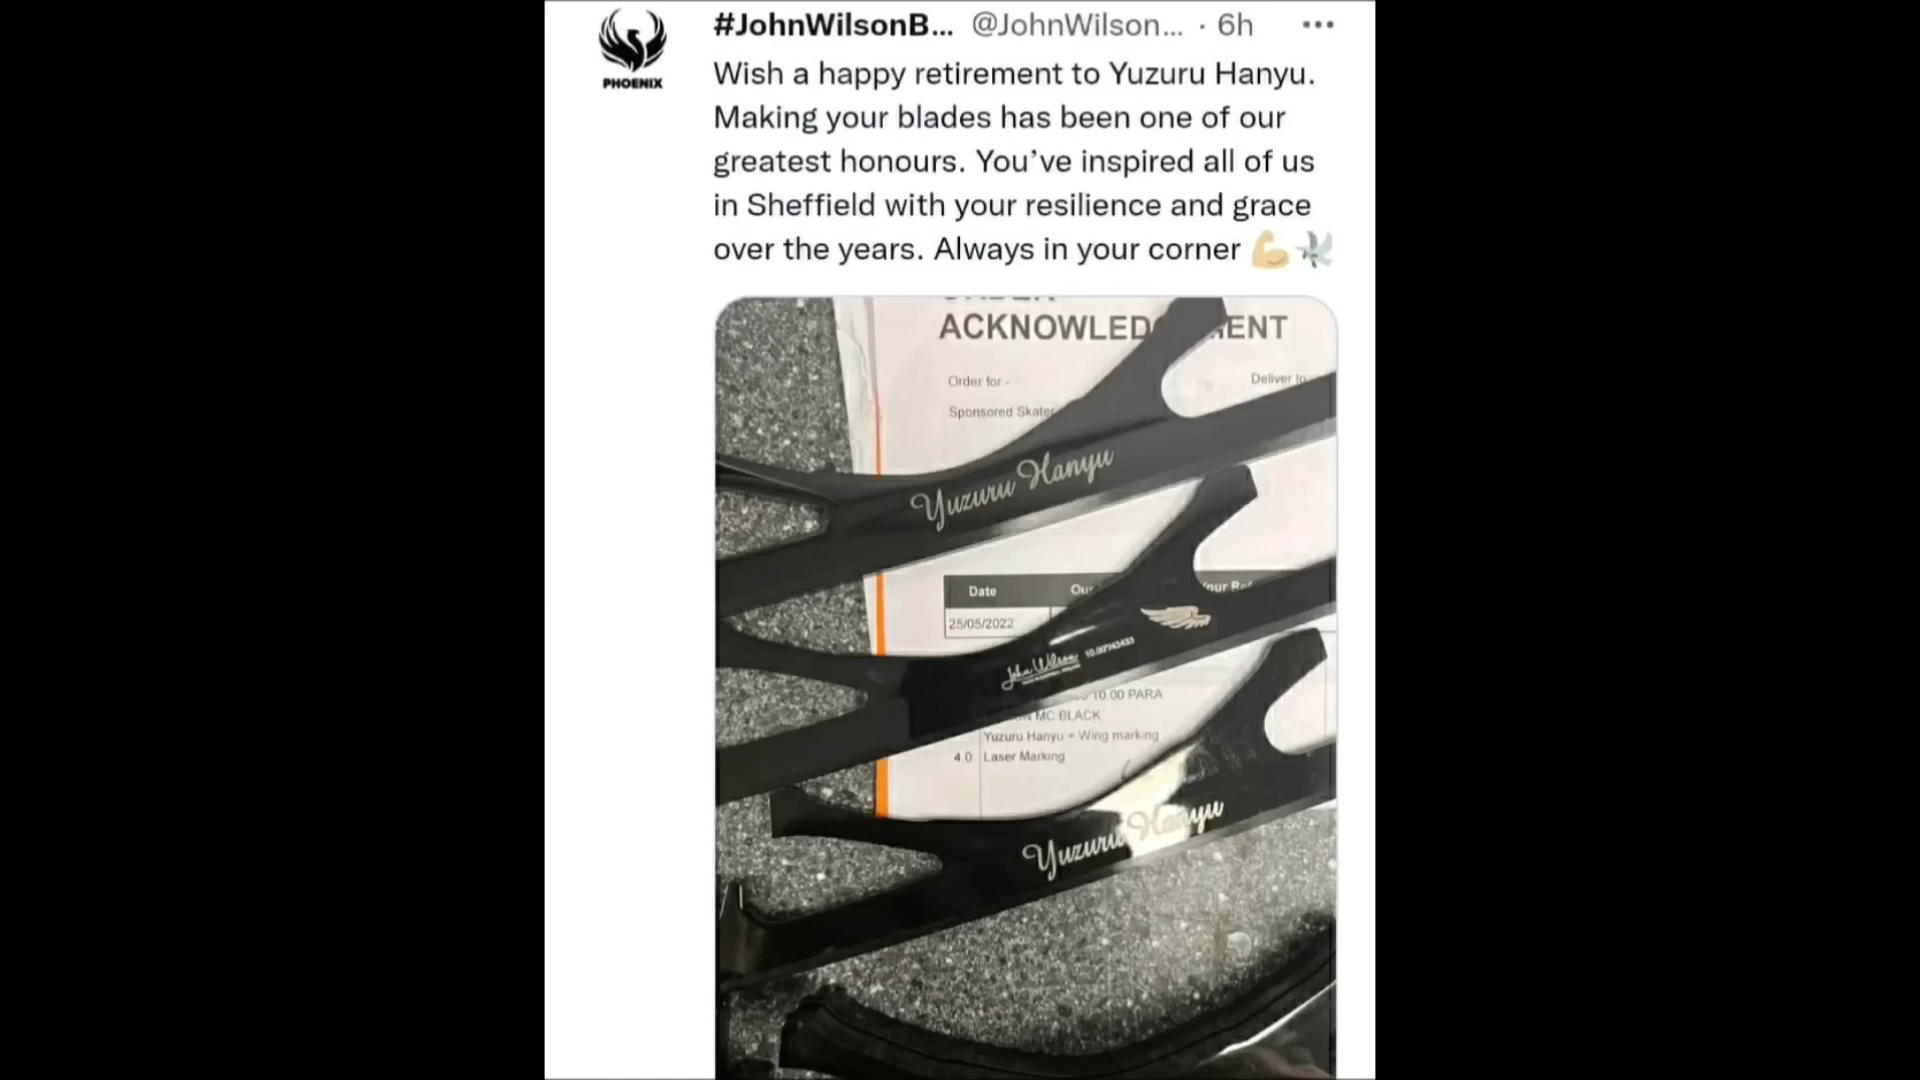 #JohnWilsonB... @JohnWilson... · 6h
PHOENIX
Wish a happy retirement to Yuzuru Hanyu.
Making your blades has been one of our
greatest honours. You’ve inspired all of us
in Sheffield with your resilience and grace
over the years. Always in your corner 💪🏼🕊
Order for -
Deliver to
Sponsored Skater
Yuzuru Hanyu
Date
25/05/2022
John Wilson
10.00 PARA
MC BLACK
Yuzuru Hanyu + Wing marking
4.0 Laser Marking
Yuzuru Hanyu